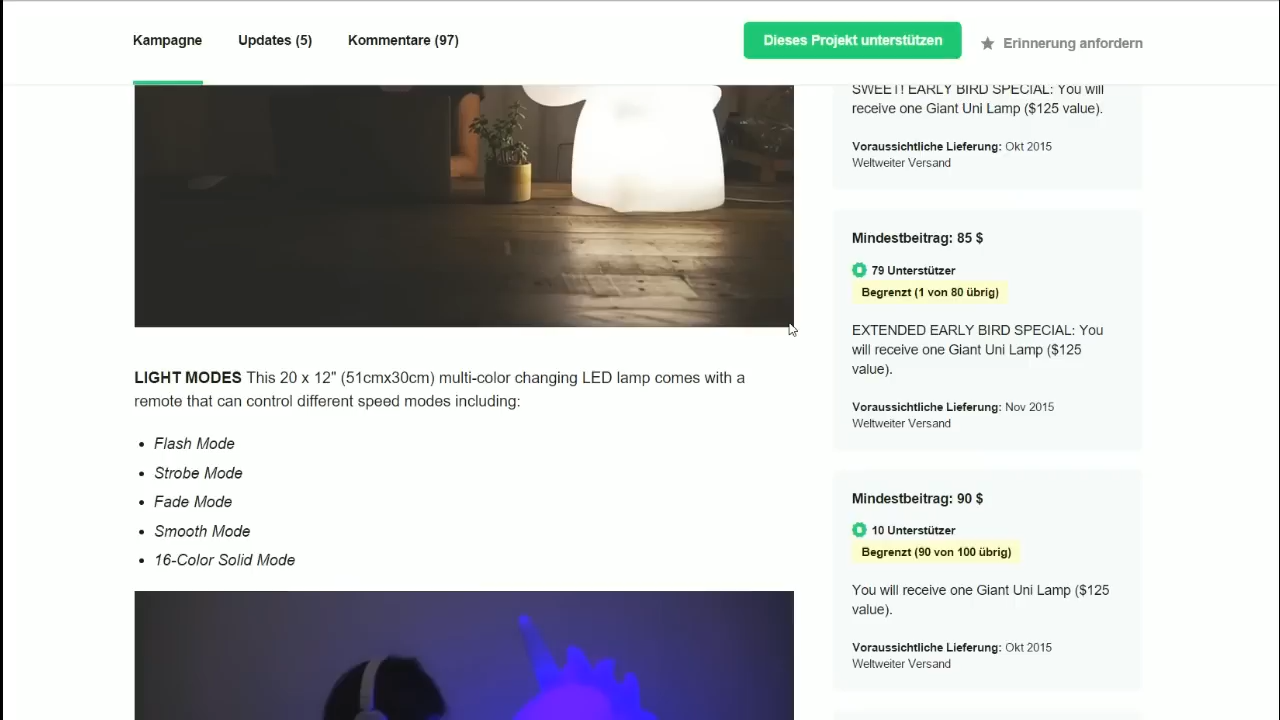 Kampagne
Updates (5)
Kommentare (97)
Dieses Projekt unterstützen
Erinnerung anfordern
LIGHT MODES This 20 x 12" (51cmx30cm) multi-color changing LED lamp comes with a
remote that can control different speed modes including:
• Flash Mode
• Strobe Mode
• Fade Mode
• Smooth Mode
• 16-Color Solid Mode
SWEET! EARLY BIRD SPECIAL: You will
receive one Giant Uni Lamp ($125 value).
Voraussichtliche Lieferung: Okt 2015
Weltweiter Versand
Mindestbeitrag: 85 $
79 Unterstützer
Begrenzt (1 von 80 übrig)
EXTENDED EARLY BIRD SPECIAL: You
will receive one Giant Uni Lamp ($125
value).
Voraussichtliche Lieferung: Nov 2015
Weltweiter Versand
Mindestbeitrag: 90 $
10 Unterstützer
Begrenzt (90 von 100 übrig)
You will receive one Giant Uni Lamp ($125
value).
Voraussichtliche Lieferung: Okt 2015
Weltweiter Versand